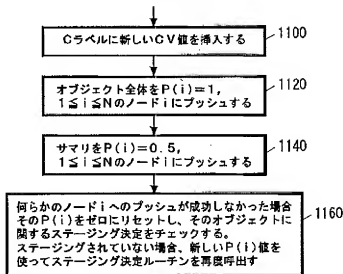 Cラベルに新しいCV値を挿入する
1100
オブジェクト全体をP(i)=1,
1≦i≦Nのノードiにプッシュする
1120
サマリをP(i)=0.5,
1≦i≦Nのノードiにプッシュする
1140
何らかのノードiへのプッシュが成功しなかった場合
そのP(i)をゼロにリセットし、そのオブジェクトに
関するステージング決定をチェックする。
ステージングされていない場合、新しいP(i)値を
使ってステージング決定ルーチンを再度呼出す
1160